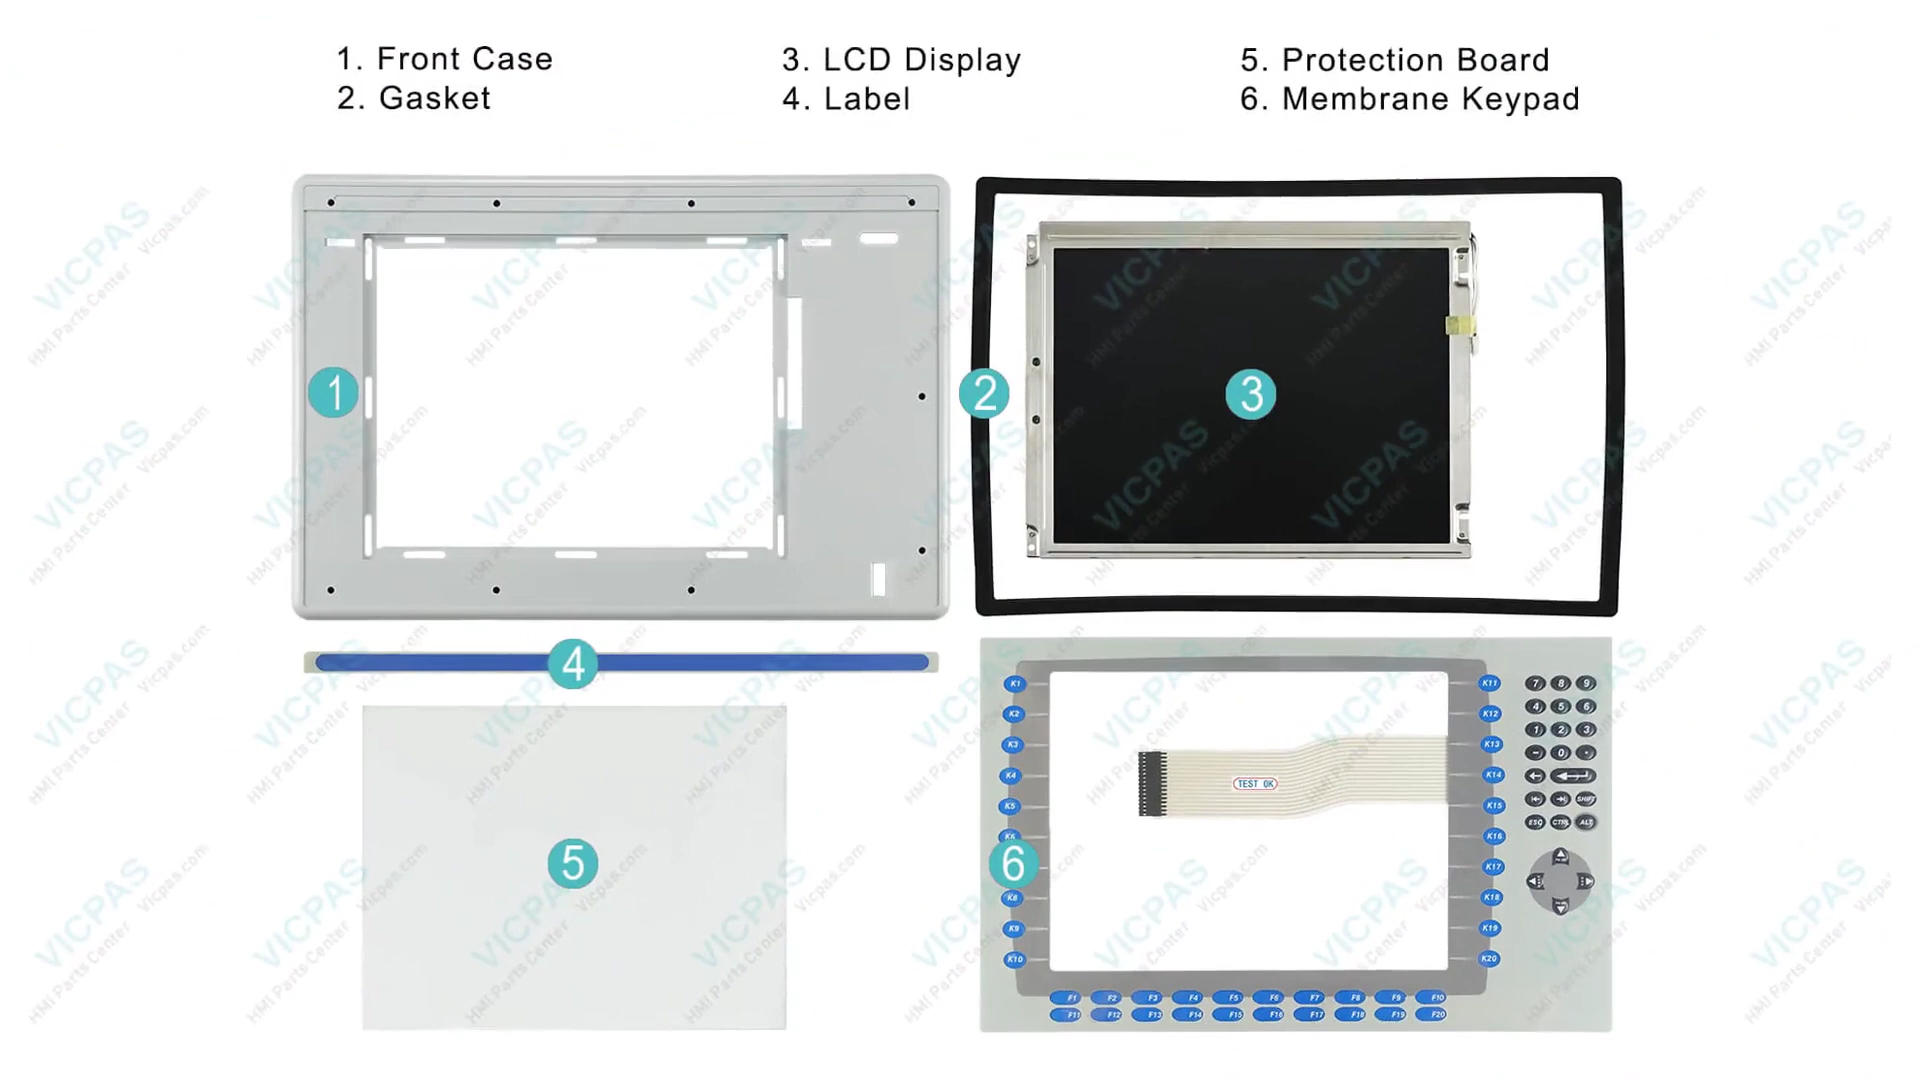 1. Front Case
2. Gasket
3. LCD Display
4. Label
5. Protection Board
6. Membrane Keypad
1
2
3
4
5
6
VICPAS
Vicpas.com
HMI Parts Center
TEST OK
K1
K2
K3
K4
K5
K6
K8
K9
K10
K11
K12
K13
K14
K15
K16
K17
K18
K19
K20
7 8 9
4 5 6
1 2 3
- 0 .
SHIFT
ESC CTRL ALT
F1 F2 F3 F4 F5 F6 F7 F8 F9 F10
F11 F12 F13 F14 F15 F16 F17 F18 F19 F20